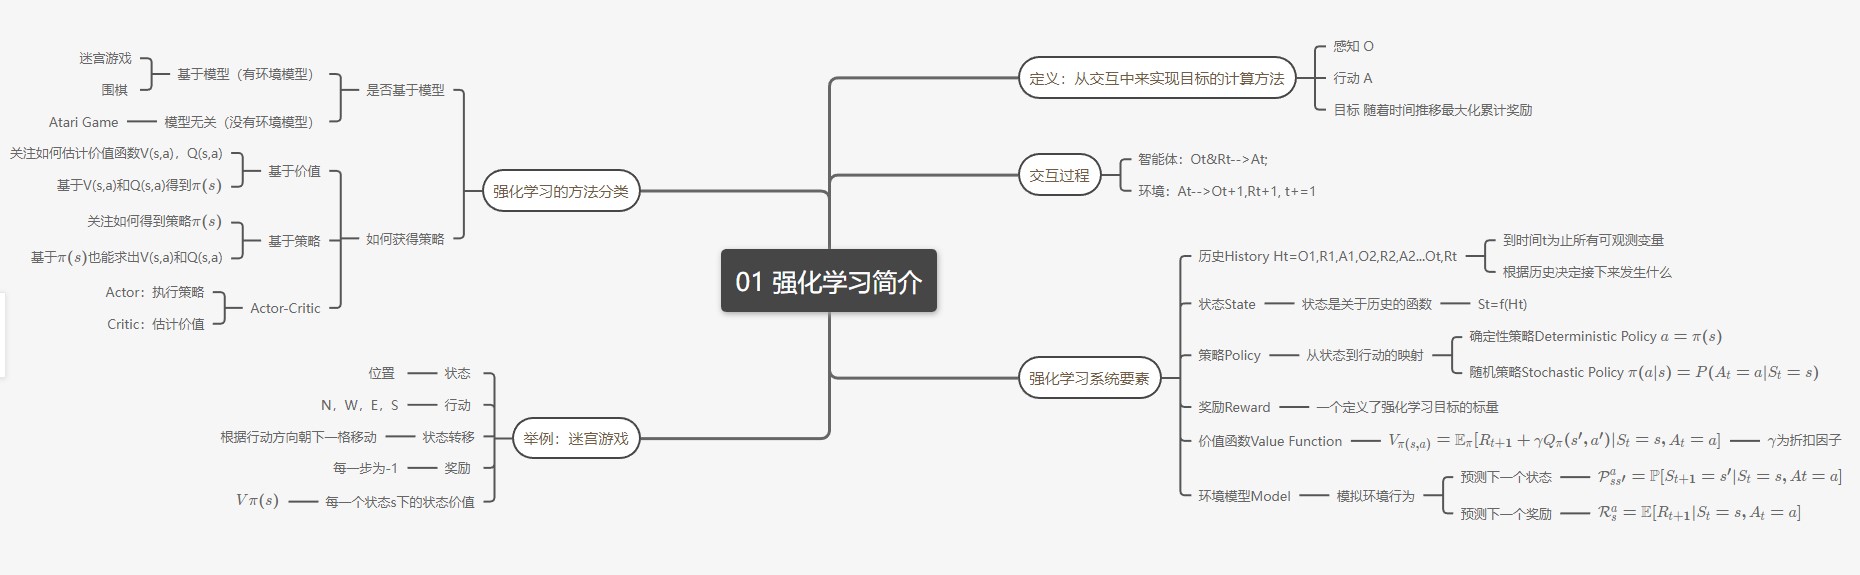 01 强化学习简介
定义：从交互中来实现目标的计算方法
感知 O
行动 A
目标 随着时间推移最大化累计奖励
交互过程
智能体：Ot&Rt-->At;
环境：At-->Ot+1,Rt+1, t+=1
强化学习系统要素
历史History Ht=O1,R1,A1,O2,R2,A2...Ot,Rt
到时间t为止所有可观测变量
根据历史决定接下来发生什么
状态State
状态是关于历史的函数
St=f(Ht)
策略Policy
从状态到行动的映射
确定性策略Deterministic Policy a = π(s)
随机策略Stochastic Policy π(a|s) = P(A_t = a|S_t = s)
奖励Reward
一个定义了强化学习目标的标量
价值函数Value Function
V_{π(s,a)} = 𝔼_π[R_{t+1} + γQ_π(s′, a′)|S_t = s, A_t = a]
γ为折扣因子
环境模型Model
模拟环境行为
预测下一个状态
𝒫^a_{ss′} = ℙ[S_{t+1} = s′|S_t = s, At = a]
预测下一个奖励
ℛ^a_s = 𝔼[R_{t+1}|S_t = s, A_t = a]
强化学习的方法分类
是否基于模型
基于模型（有环境模型）
迷宫游戏
围棋
模型无关（没有环境模型）
Atari Game
如何获得策略
基于价值
关注如何估计价值函数V(s,a)，Q(s,a)
基于V(s,a)和Q(s,a)得到π(s)
基于策略
关注如何得到策略π(s)
基于π(s)也能求出V(s,a)和Q(s,a)
Actor-Critic
Actor：执行策略
Critic：估计价值
举例：迷宫游戏
状态
位置
行动
N，W，E，S
状态转移
根据行动方向朝下一格移动
奖励
每一步为-1
每一个状态s下的状态价值
Vπ(s)